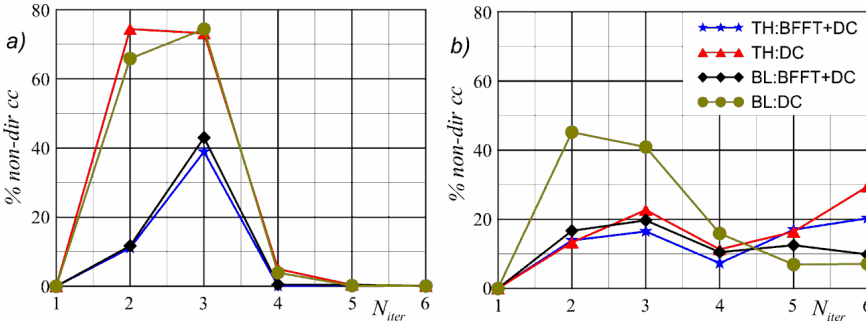 a)
% non-dir cc
80
60
40
20
0
1 2 3 4 5 6
N iter
b)
% non-dir cc
80
60
40
20
0
1 2 3 4 5 6
N iter
TH:BFFT+DC
TH:DC
BL:BFFT+DC
BL:DC